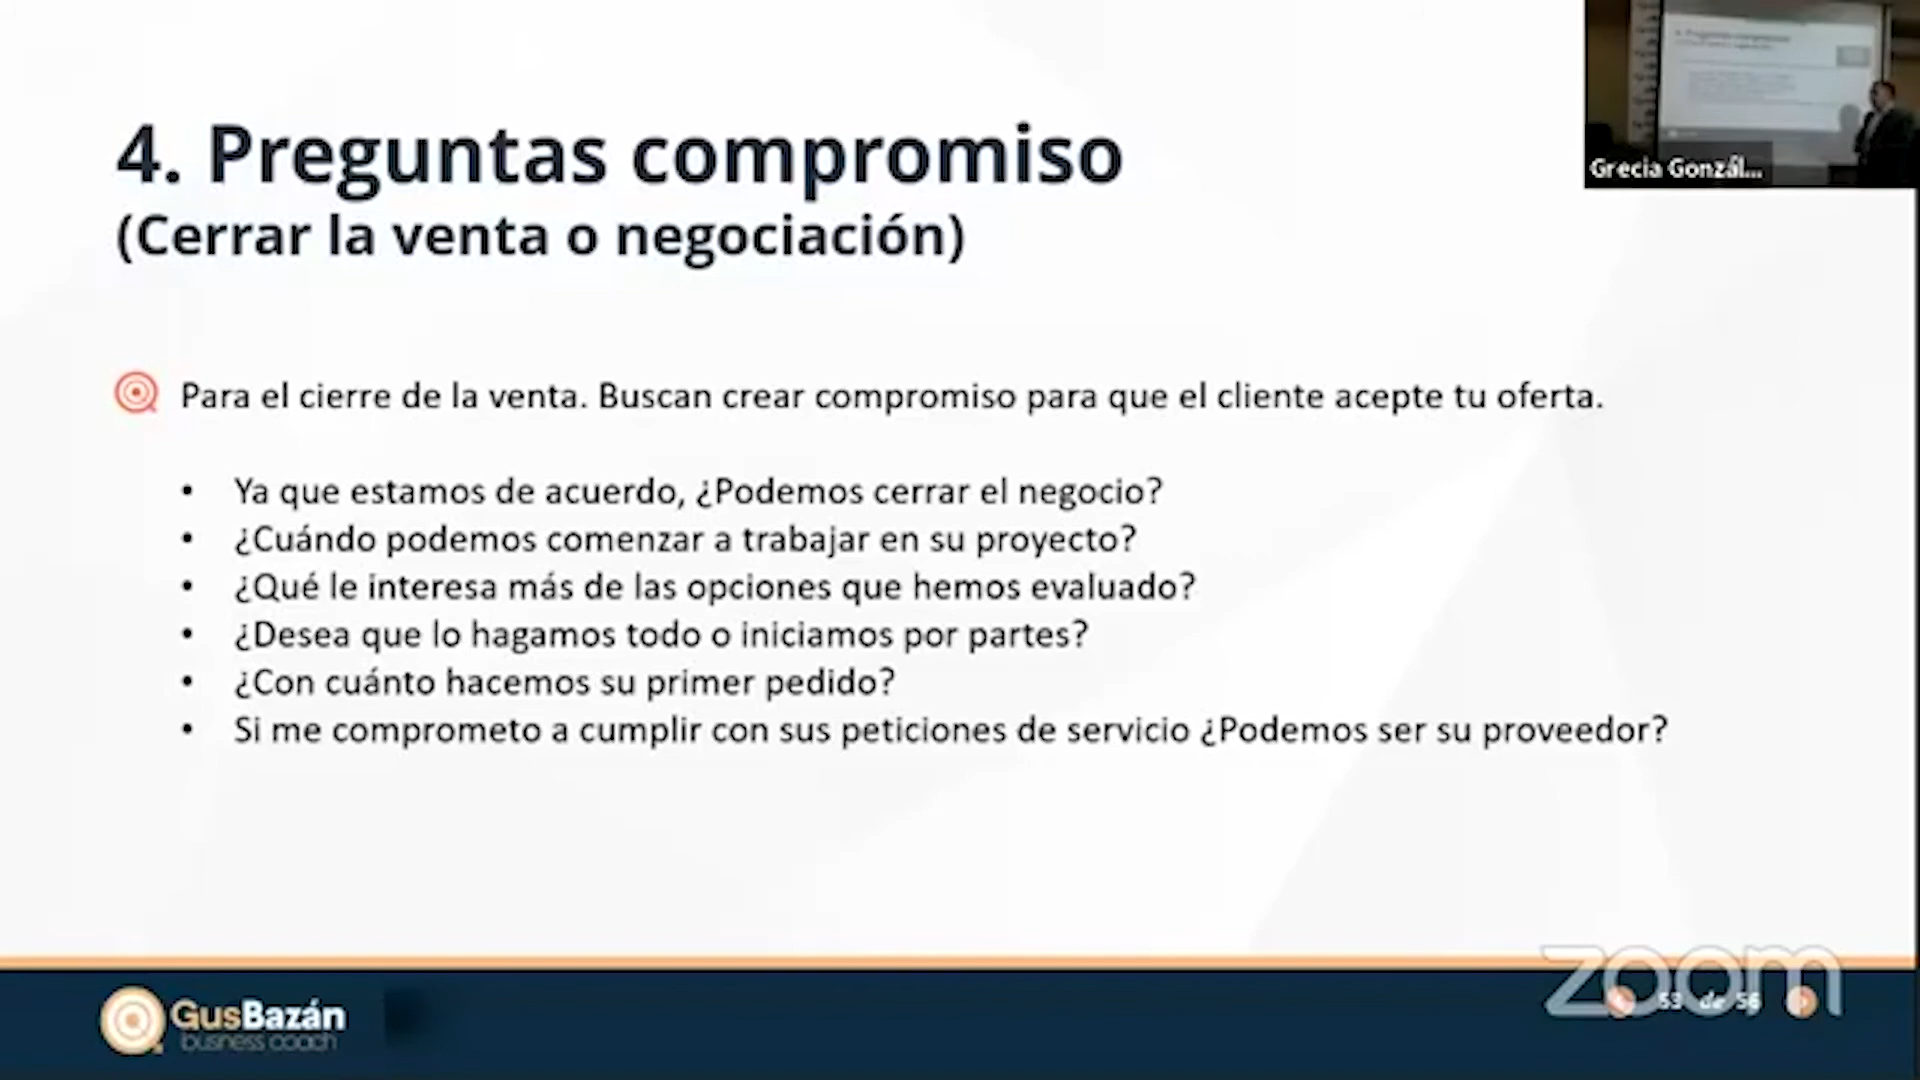 4. Preguntas compromiso
(Cerrar la venta o negociación)
Grecia Gonzál...
Para el cierre de la venta. Buscan crear compromiso para que el cliente acepte tu oferta.
• Ya que estamos de acuerdo, ¿Podemos cerrar el negocio?
• ¿Cuándo podemos comenzar a trabajar en su proyecto?
• ¿Qué le interesa más de las opciones que hemos evaluado?
• ¿Desea que lo hagamos todo o iniciamos por partes?
• ¿Con cuánto hacemos su primer pedido?
• Si me comprometo a cumplir con sus peticiones de servicio ¿Podemos ser su proveedor?
GusBazán
business coach
zoom
53 de 56